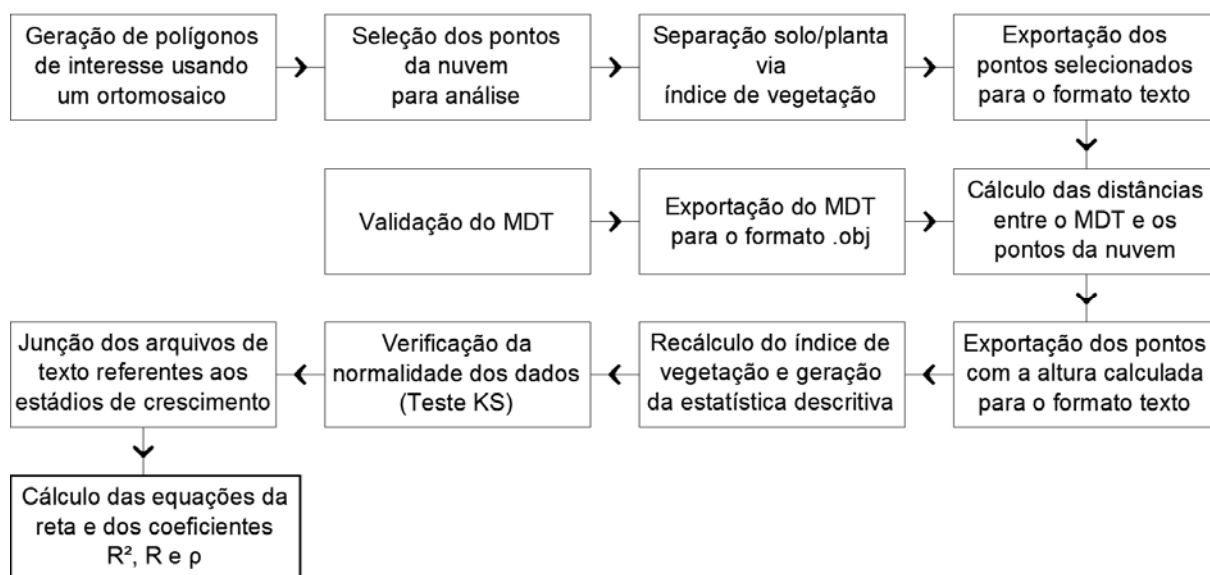 Geração de polígonos
de interesse usando
um ortomosaico
Seleção dos pontos
da nuvem
para análise
Separação solo/planta
via
índice de vegetação
Exportação dos
pontos selecionados
para o formato texto
Validação do MDT
Exportação do MDT
para o formato .obj
Cálculo das distâncias
entre o MDT e os
pontos da nuvem
Junção dos arquivos de
texto referentes aos
estádios de crescimento
Verificação da
normalidade dos dados
(Teste KS)
Recálculo do índice de
vegetação e geração
da estatística descritiva
Exportação dos pontos
com a altura calculada
para o formato texto
Cálculo das equações da
reta e dos coeficientes
R², R e ρ